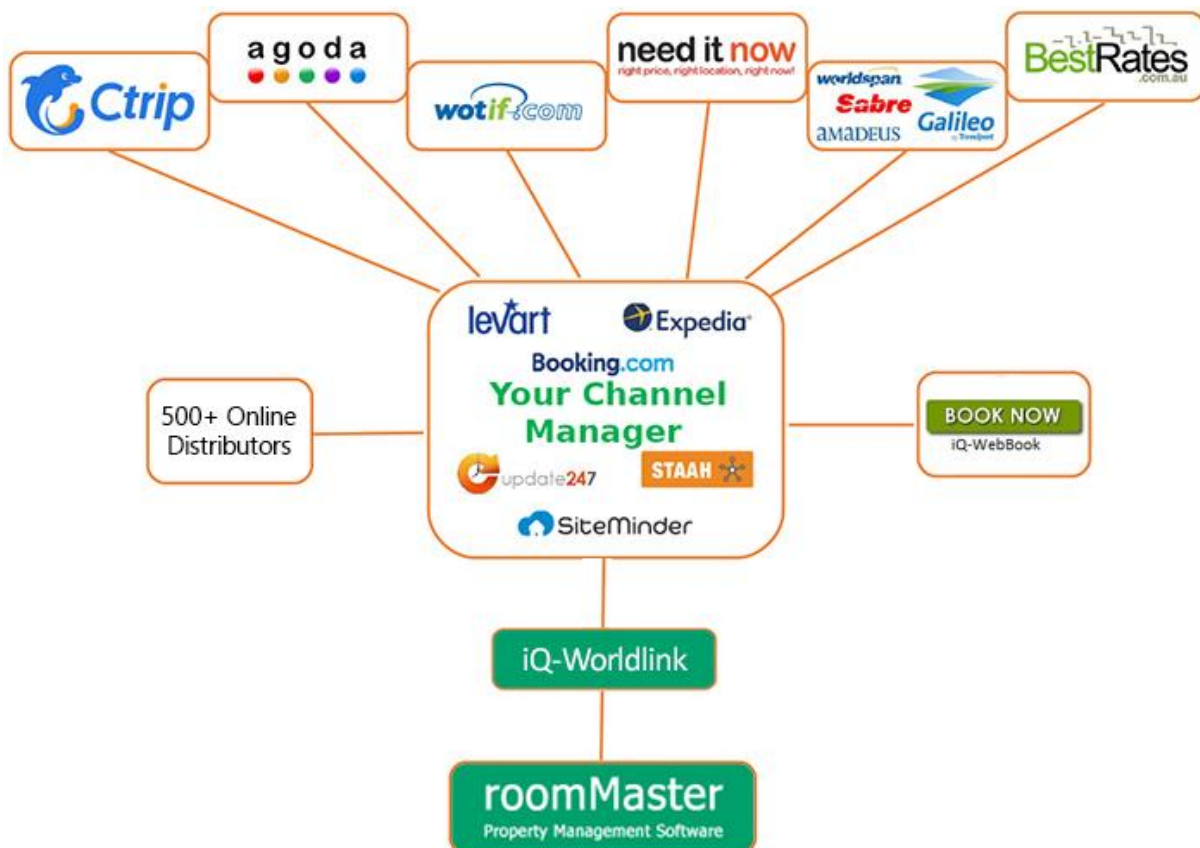 Ctrip
agoda
wotif.com
need it now
right price, right location, right now!
worldspan
Sabre
AMADEUS
Galileo
by Travelport
BestRates
.com.au
levart
Expedia®
Booking.com
Your Channel
Manager
update247
STAAH
SiteMinder
500+ Online
Distributors
BOOK NOW
iQ-WebBook
iQ-Worldlink
roomMaster
Property Management Software